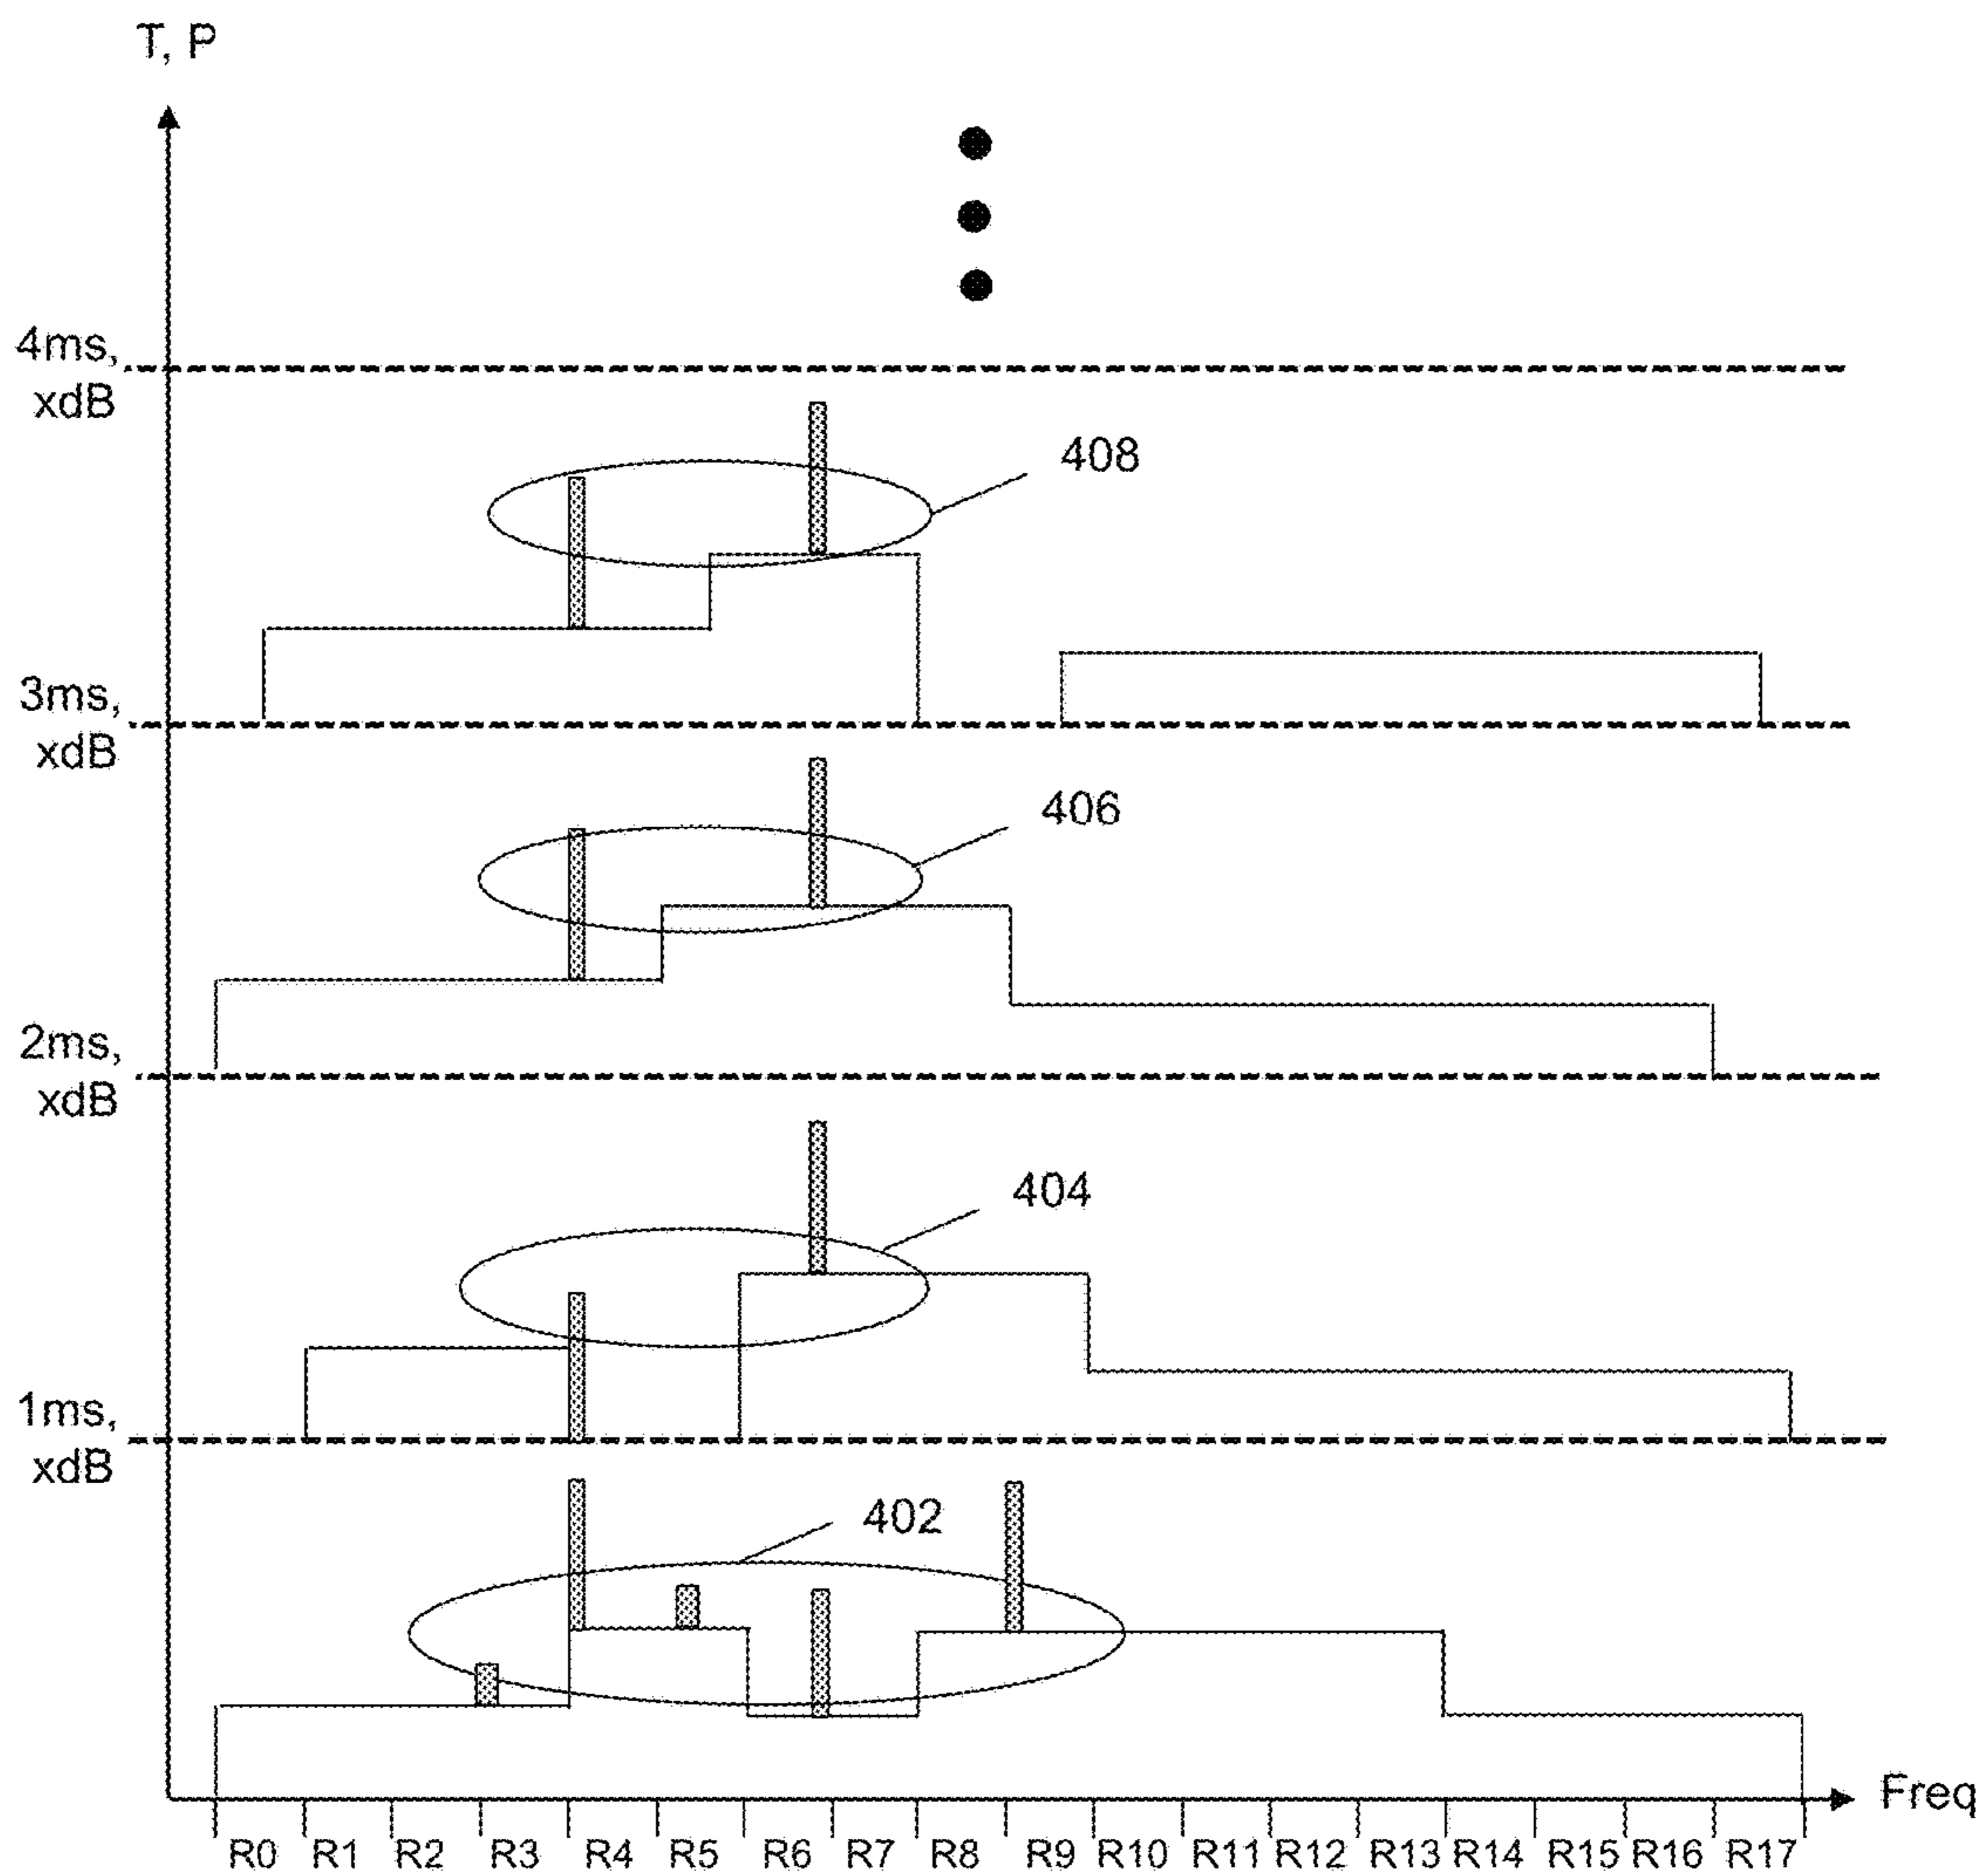 T, P
4ms,
xdB
408
3ms,
xdB
406
2ms,
xdB
404
1ms,
xdB
402
Freq
R0 R1 R2 R3 R4 R5 R6 R7 R8 R9 R10 R11 R12 R13 R14 R15 R16 R17